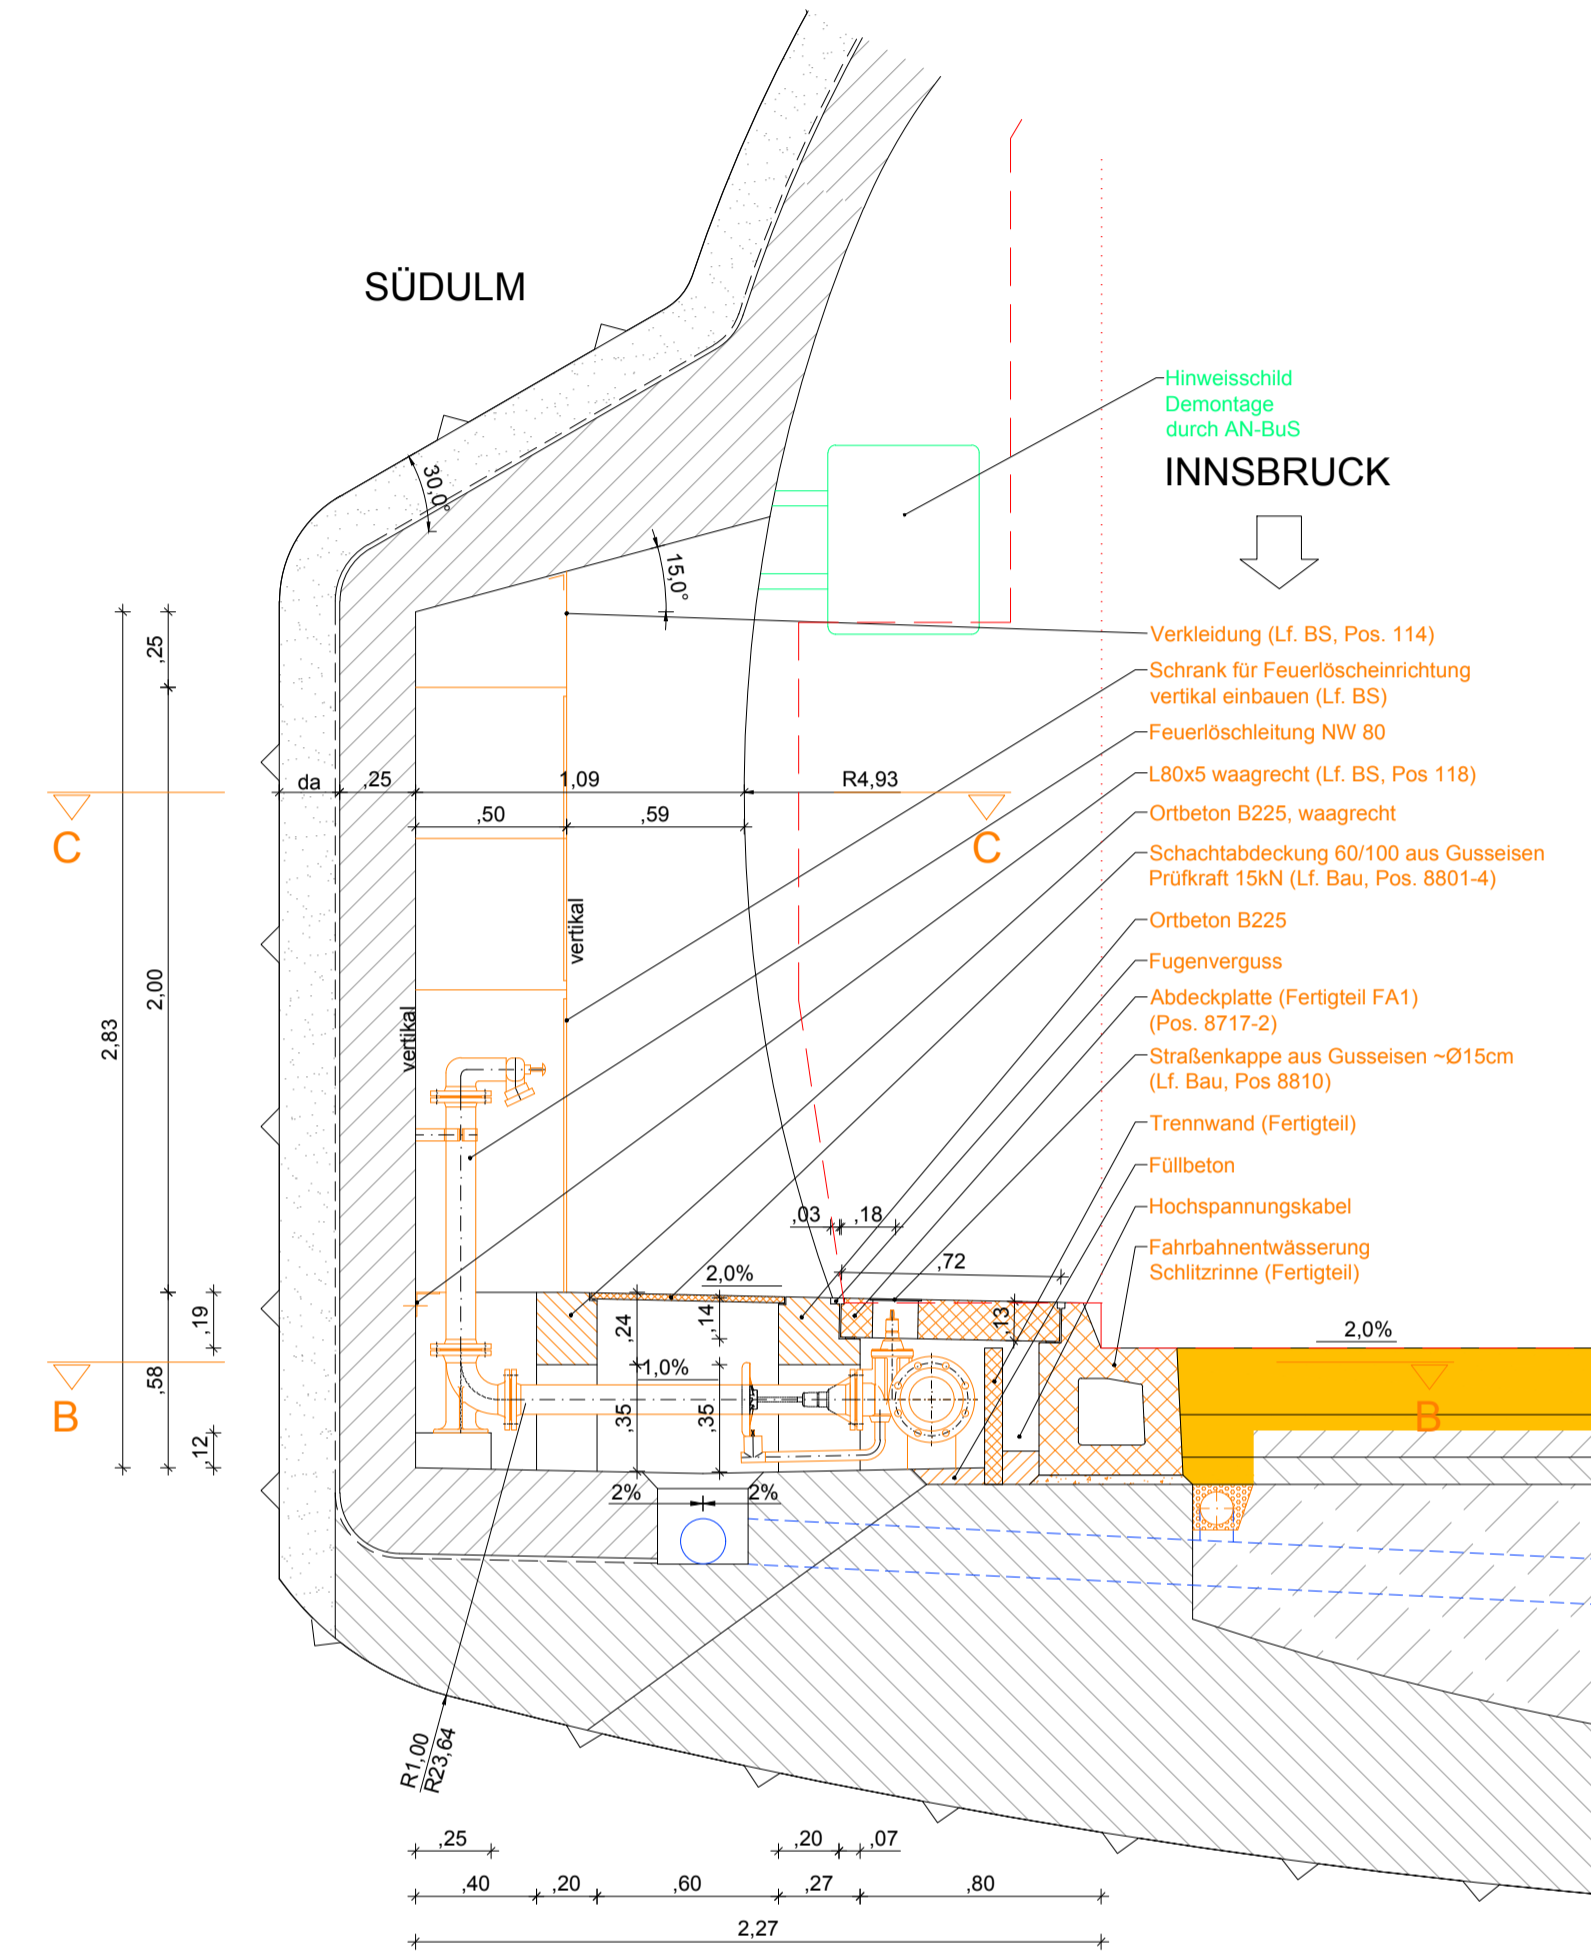 SÜDULM
Hinweisschild
Demontage
durch AN-BuS
INNSBRUCK
30,0°
15,0°
Verkleidung (Lf. BS, Pos. 114)
Schrank für Feuerlöscheinrichtung
vertikal einbauen (Lf. BS)
Feuerlöschleitung NW 80
L80x5 waagrecht (Lf. BS, Pos 118)
Ortbeton B225, waagrecht
Schachtabdeckung 60/100 aus Gusseisen
Prüfkraft 15kN (Lf. Bau, Pos. 8801-4)
Ortbeton B225
Fugenverguss
Abdeckplatte (Fertigteil FA1)
(Pos. 8717-2)
Straßenkappe aus Gusseisen ~Ø15cm
(Lf. Bau, Pos 8810)
Trennwand (Fertigteil)
Füllbeton
Hochspannungskabel
Fahrbahnentwässerung
Schlitzrinne (Fertigteil)
,25
2,00
2,83
,19
,58
,12
da
,25
1,09
R4,93
,50
,59
C
C
vertikal
vertikal
,03
,18
,72
2,0%
,24
,14
,13
2,0%
1,0%
,35
,35
B
B
2%
2%
R1,00
R23,64
,25
,20
,07
,40
,20
,60
,27
,80
2,27